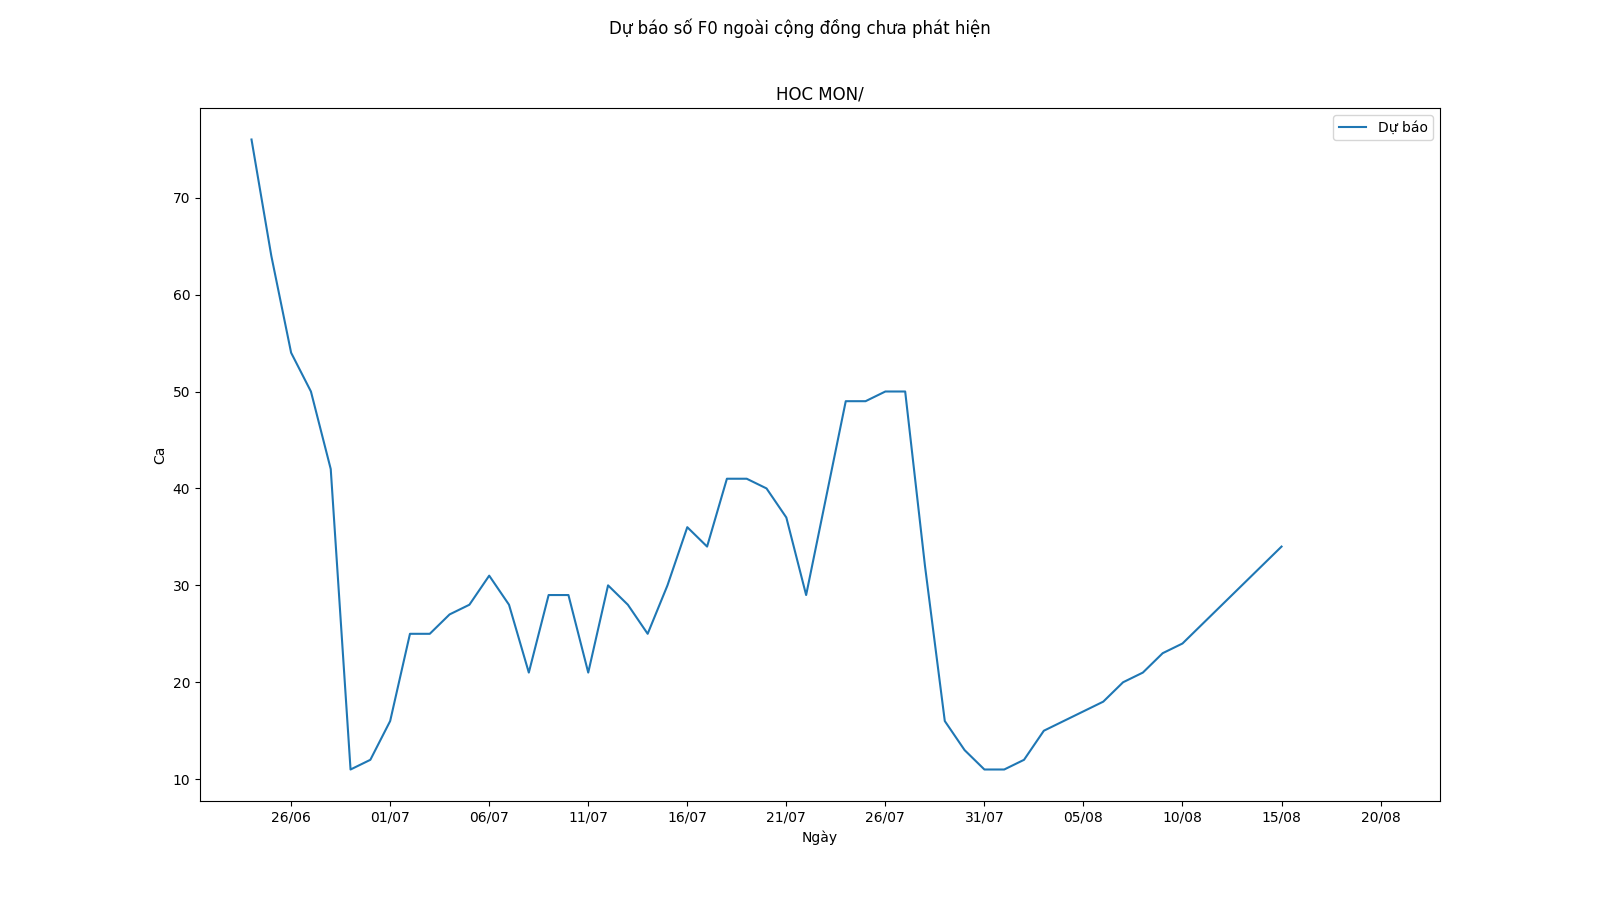 Dự báo số F0 ngoài cộng đồng chưa phát hiện
HOC MON/
Dự báo
70
60
50
40
30
20
10
Ca
26/06 01/07 06/07 11/07 16/07 21/07 26/07 31/07 05/08 10/08 15/08 20/08
Ngày